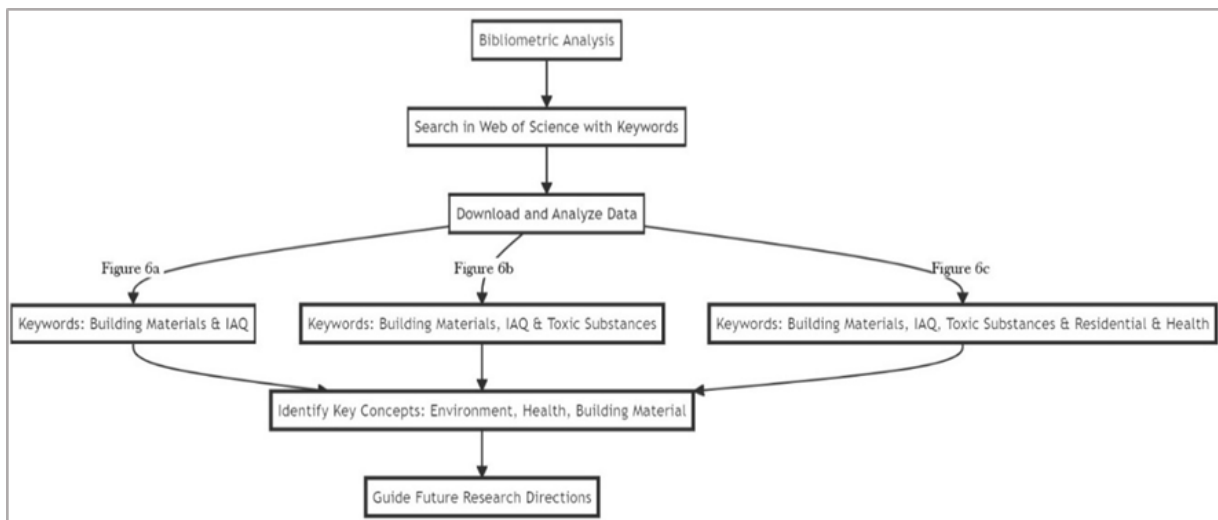 Bibliometric Analysis
Search in Web of Science with Keywords
Download and Analyze Data
Figure 6a
Figure 6b
Figure 6c
Keywords: Building Materials & IAQ
Keywords: Building Materials, IAQ & Toxic Substances
Keywords: Building Materials, IAQ, Toxic Substances & Residential & Health
Identify Key Concepts: Environment, Health, Building Material
Guide Future Research Directions